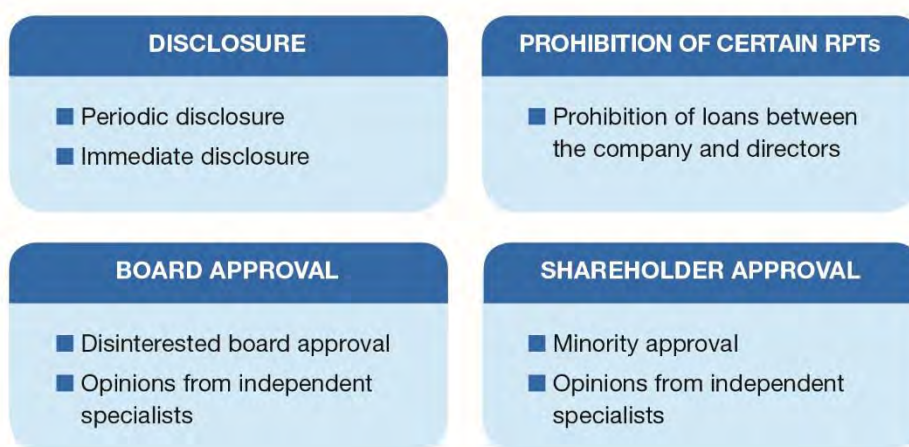 DISCLOSURE
■ Periodic disclosure
■ Immediate disclosure
PROHIBITION OF CERTAIN RPTs
■ Prohibition of loans between
the company and directors
BOARD APPROVAL
■ Disinterested board approval
■ Opinions from independent
specialists
SHAREHOLDER APPROVAL
■ Minority approval
■ Opinions from independent
specialists